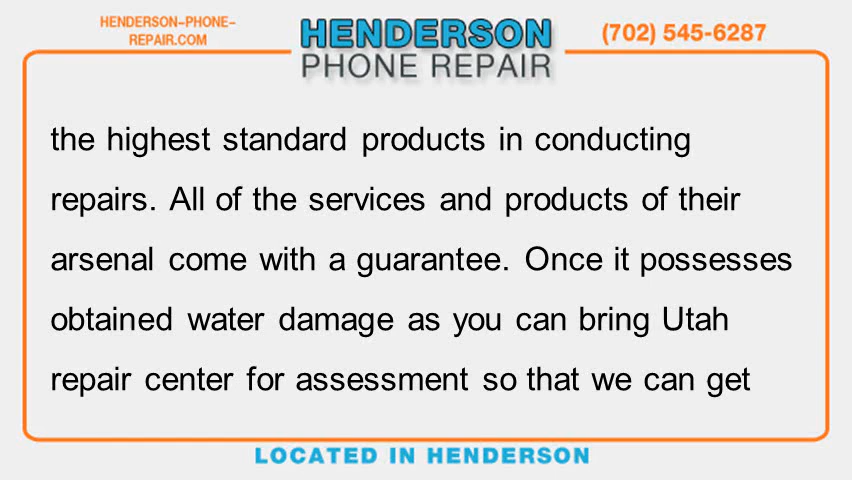 HENDERSON-PHONE-
REPAIR.COM
HENDERSON
PHONE REPAIR
(702) 545-6287
the highest standard products in conducting
repairs. All of the services and products of their
arsenal come with a guarantee. Once it possesses
obtained water damage as you can bring Utah
repair center for assessment so that we can get
LOCATED IN HENDERSON